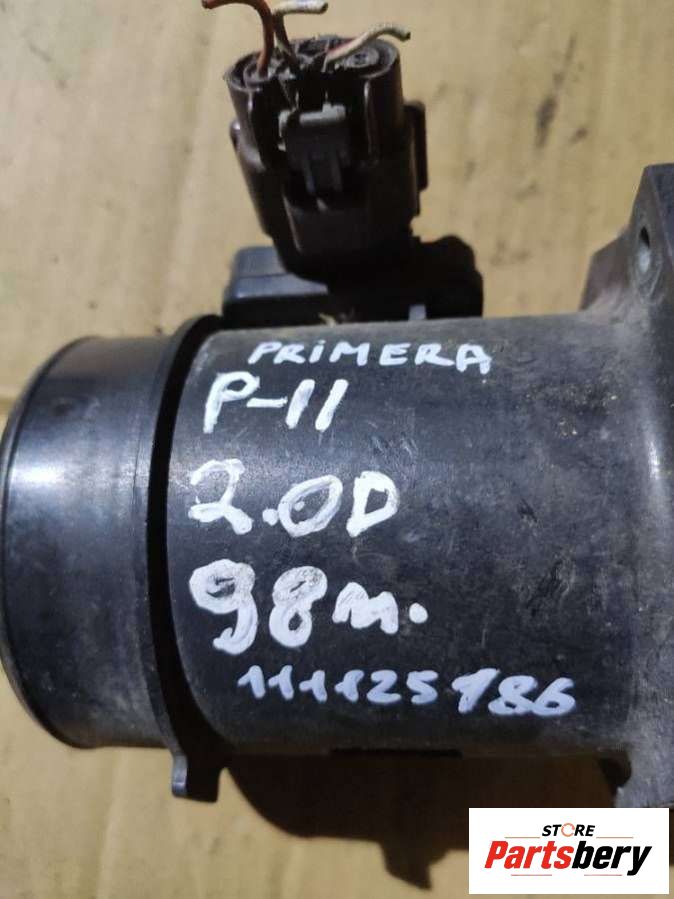 PRiMERA
P-11
2.0D
98m.
111125186
STORE
Partsbery